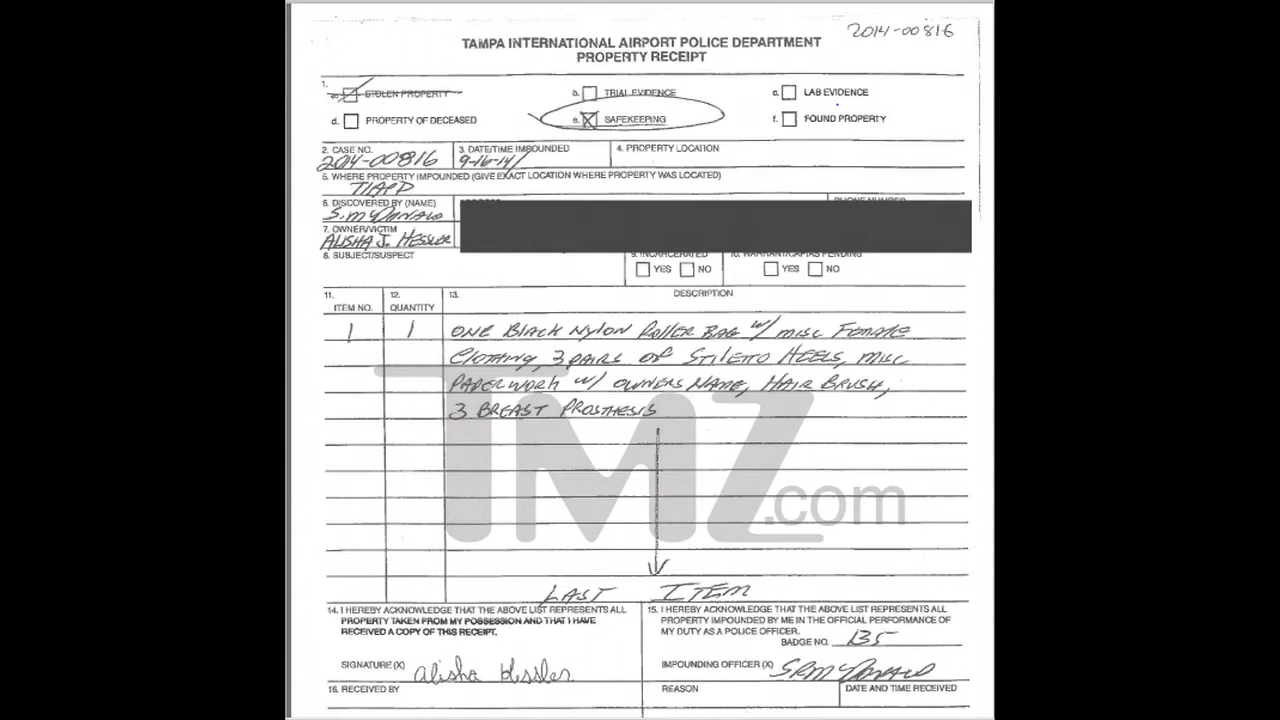 2014-00816
TAMPA INTERNATIONAL AIRPORT POLICE DEPARTMENT
PROPERTY RECEIPT
1.
a. STOLEN PROPERTY b. TRIAL EVIDENCE c. LAB EVIDENCE
d. PROPERTY OF DECEASED e. SAFEKEEPING f. FOUND PROPERTY
2. CASE NO. 3. DATE/TIME IMPOUNDED 4. PROPERTY LOCATION
2014-00816 9-16-14/
5. WHERE PROPERTY IMPOUNDED (GIVE EXACT LOCATION WHERE PROPERTY WAS LOCATED)
TIAPD
6. DISCOVERED BY (NAME) PHONE NUMBER
S. McDonald
7. OWNER/VICTIM
ALISHA J. HESSLER
8. SUBJECT/SUSPECT 9. INCARCERATED 10. WARRANT/CAPIAS PENDING
YES NO YES NO
11. 12. 13. DESCRIPTION
ITEM NO. QUANTITY
1 1 ONE BLACK NYLON ROLLER BAG W/ MISC FEMALE
CLOTHING, 3 PAIRS OF STILETTO HEELS, MISC
PAPERWORK W/ OWNERS NAME, HAIR BRUSH,
3 BREAST PROSTHESIS
TMZ.com
LAST ITEM
14. I HEREBY ACKNOWLEDGE THAT THE ABOVE LIST REPRESENTS ALL
PROPERTY TAKEN FROM MY POSSESSION AND THAT I HAVE
RECEIVED A COPY OF THIS RECEIPT.
15. I HEREBY ACKNOWLEDGE THAT THE ABOVE LIST REPRESENTS ALL
PROPERTY IMPOUNDED BY ME IN THE OFFICIAL PERFORMANCE OF
MY DUTY AS A POLICE OFFICER.
BADGE NO. 135
SIGNATURE (X) Alisha Hessler
IMPOUNDING OFFICER (X) SRMcDonald
16. RECEIVED BY REASON DATE AND TIME RECEIVED